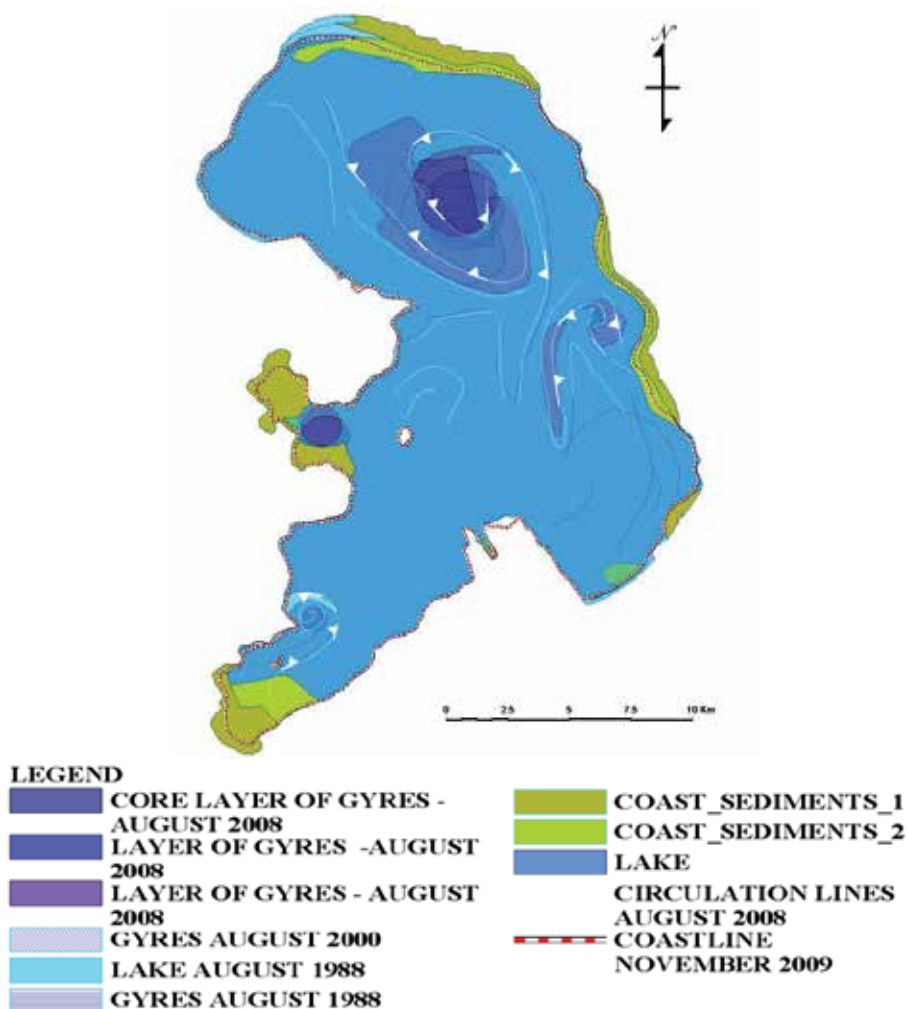 N
0 2.5 5 7.5 10 Km
LEGEND
CORE LAYER OF GYRES -
AUGUST 2008
LAYER OF GYRES -AUGUST
2008
LAYER OF GYRES - AUGUST
2008
GYRES AUGUST 2000
LAKE AUGUST 1988
GYRES AUGUST 1988
COAST_SEDIMENTS_1
COAST_SEDIMENTS_2
LAKE
CIRCULATION LINES
AUGUST 2008
COASTLINE
NOVEMBER 2009